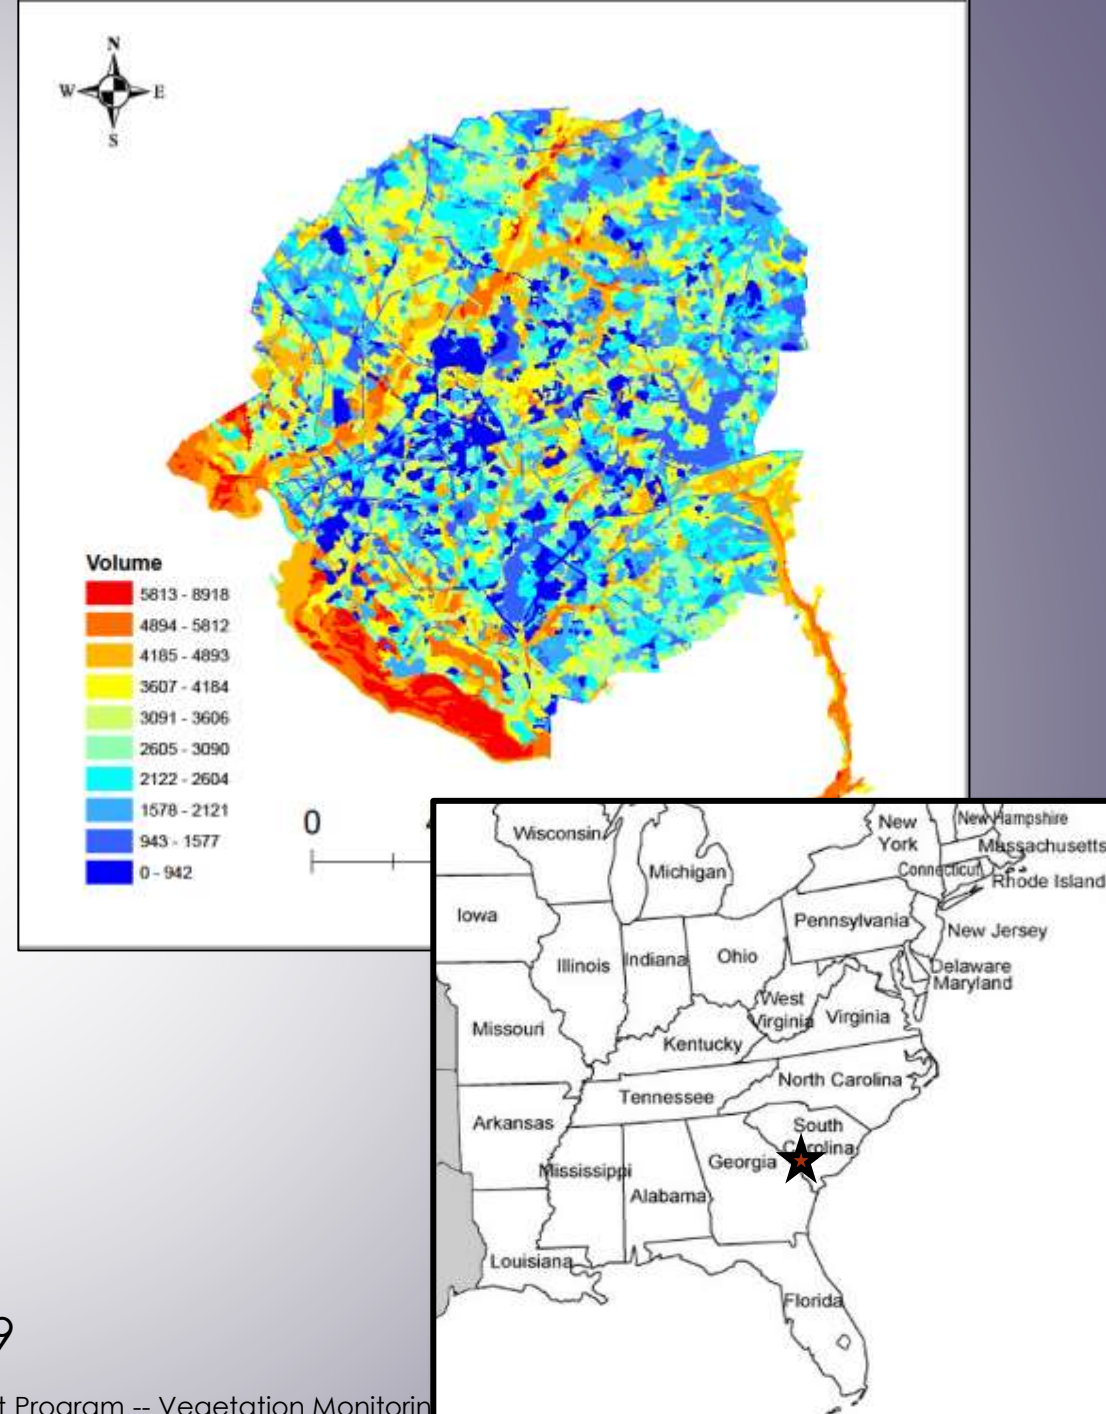 N
W E
S
Volume
5813 - 8918
4894 - 5812
4185 - 4893
3607 - 4184
3091 - 3606
2605 - 3090
2122 - 2604
1578 - 2121
943 - 1577
0 - 942
0
Wisconsin
Michigan
New
York
New Hampshire
Massachusetts
Connecticut
Rhode Island
Iowa
Pennsylvania
New Jersey
Illinois
Indiana
Ohio
Delaware
Maryland
West
Virginia
Virginia
Missouri
Kentucky
North Carolina
Tennessee
Arkansas
South
Carolina
Mississippi
Georgia
Alabama
Louisiana
Florida
9
Program -- Vegetation Monitorin